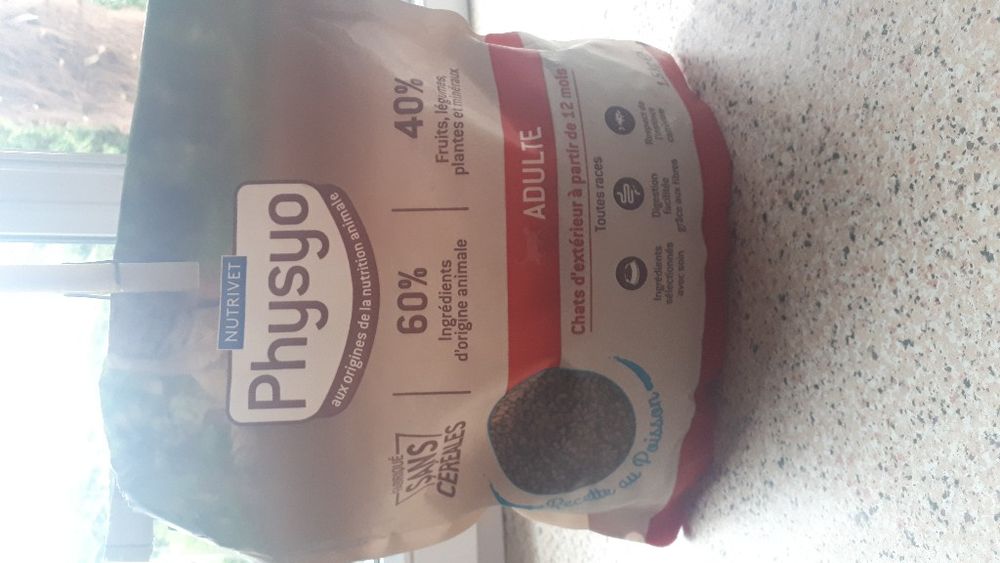 NUTRIVET
Physyo
aux origines de la nutrition animale
FABRIQUÉ
SANS
CÉRÉALES
60%
Ingrédients
d'origine animale
40%
Fruits, légumes,
plantes et minéraux
ADULTE
Chats d'extérieur à partir de 12 mois
Toutes races
Recette au Poisson
Ingrédients
sélectionnés
avec soin
Digestion
facilitée
grâce aux fibres